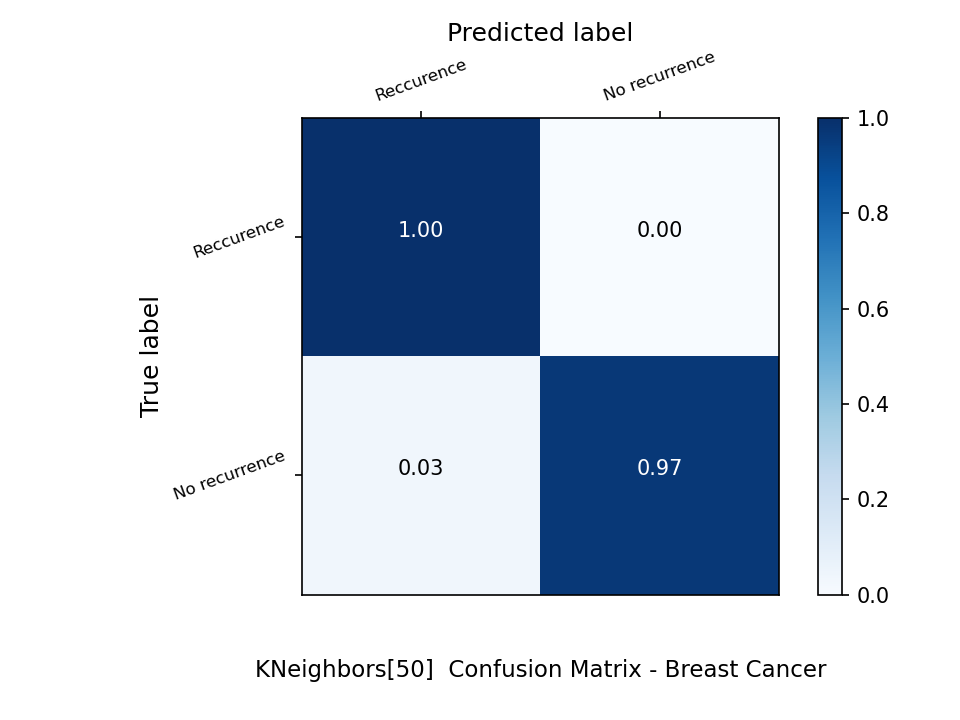 Predicted label
Reccurence
No recurrence
1.0
Reccurence
1.00
0.00
0.8
0.6
True label
0.4
No recurrence
0.03
0.97
0.2
0.0
KNeighbors[50]  Confusion Matrix - Breast Cancer